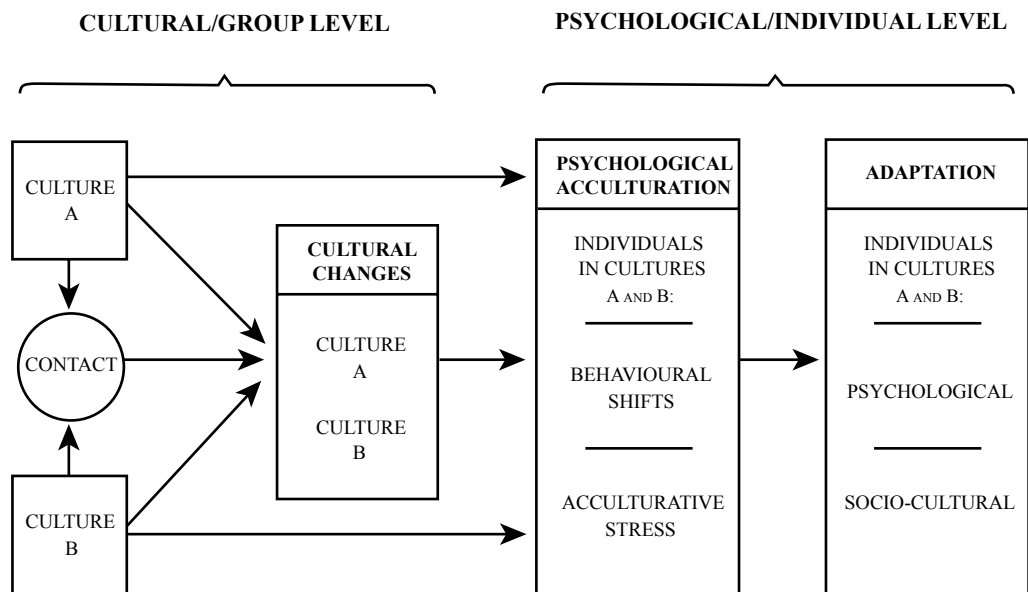 CULTURAL/GROUP LEVEL
PSYCHOLOGICAL/INDIVIDUAL LEVEL
CULTURE
A
CONTACT
CULTURE
B
CULTURAL
CHANGES
CULTURE
A
CULTURE
B
PSYCHOLOGICAL
ACCULTURATION
INDIVIDUALS
IN CULTURES
A AND B:
BEHAVIOURAL
SHIFTS
ACCULTURATIVE
STRESS
ADAPTATION
INDIVIDUALS
IN CULTURES
A AND B:
PSYCHOLOGICAL
SOCIO-CULTURAL